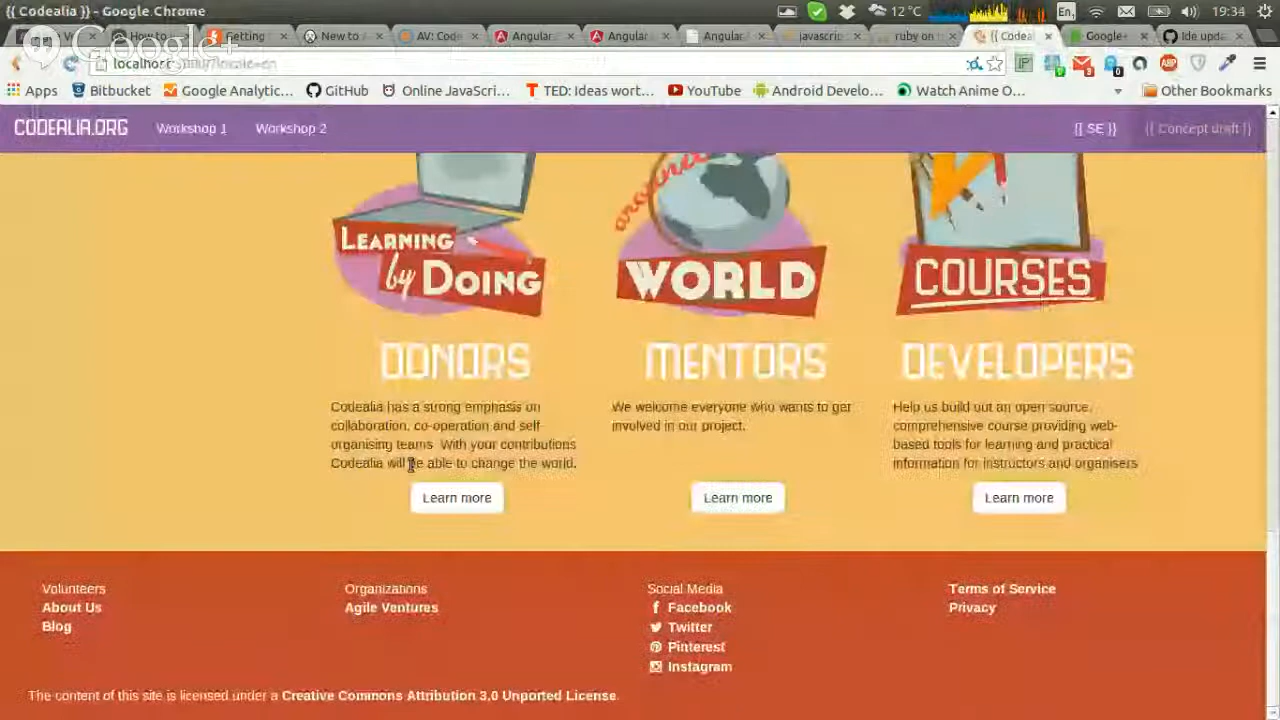 {{ Codealia }} - Google Chrome
12 °C
En
19:34
Google+
How to
Getting
New to
AV: Cod
Angular
Angular
Angular
javascrip
ruby on
{{ Codea
Google+
Ide upda
localhost
Apps
Bitbucket
Google Analytic...
GitHub
Online JavaScri...
TED: Ideas wort...
YouTube
Android Develo...
Watch Anime O...
Other Bookmarks
CODEALIA.ORG
Workshop 1
Workshop 2
{{ SE }}
{{ Concept draft }}
LEARNING
by DOING
around
WORLD
COURSES
DONORS
MENTORS
DEVELOPERS
Codealia has a strong emphasis on
collaboration, co-operation and self-
organising teams. With your contributions
Codealia will be able to change the world.
We welcome everyone who wants to get
involved in our project.
Help us build out an open source,
comprehensive course providing web-
based tools for learning and practical
information for instructors and organisers
Learn more
Learn more
Learn more
Volunteers
About Us
Blog
Organizations
Agile Ventures
Social Media
Facebook
Twitter
Pinterest
Instagram
Terms of Service
Privacy
The content of this site is licensed under a Creative Commons Attribution 3.0 Unported License.